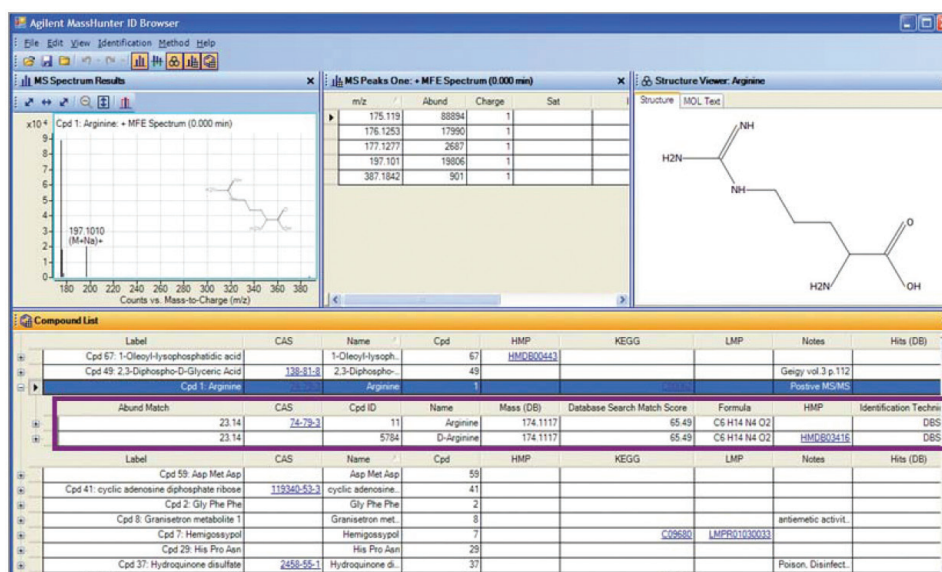 Agilent MassHunter ID Browser
File Edit View Identification Method Help
MS Spectrum Results
x10 4 Cpd 1: Arginine: + MFE Spectrum (0.000 min)
9
8
7
6
5
4
3
2
1
0
197.1010
(M+Na)+
180 200 220 240 260 280 300 320 340 360 380
Counts vs. Mass-to-Charge (m/z)
MS Peaks One: + MFE Spectrum (0.000 min)
m/z Abund Charge Sat
175.119 88894 1
176.1253 17990 1
177.1277 2687 1
197.101 19806 1
387.1842 901 1
Structure Viewer: Arginine
Structure MOL Text
NH
H2N
NH
O
H2N
OH
Compound List
Label CAS Name Cpd HMP KEGG LMP Notes Hits (DB)
Cpd 67: 1-Oleoyl-lysophosphatidic acid 1-Oleoyl-lysoph... 67 HMDB00443
Cpd 49: 2,3-Diphospho-D-Glyceric Acid 138-81-8 2,3-Diphospho-... 49 Geigy vol.3 p.112
Cpd 1: Arginine 74-79-3 Arginine 1 Postive MS/MS
Abund Match CAS Cpd ID Name Mass (DB) Database Search Match Score Formula HMP Identification Techni
23.14 74-79-3 11 Arginine 174.1117 65.49 C6 H14 N4 O2 DBS
23.14 5784 D-Arginine 174.1117 65.49 C6 H14 N4 O2 HMDB03416 DBS
Label CAS Name Cpd HMP KEGG LMP Notes Hits (DB)
Cpd 59: Asp Met Asp Asp Met Asp 59
Cpd 41: cyclic adenosine diphosphate ribose 119340-53-3 cyclic adenosine... 41
Cpd 2: Gly Phe Phe Gly Phe Phe 2
Cpd 8: Granisetron metabolite 1 Granisetron met... 8 antiemetic activit...
Cpd 7: Hemigossypol Hemigossypol 7 C09680 LMPR01030033
Cpd 29: His Pro Asn His Pro Asn 29
Cpd 37: Hydroquinone disulfate 2458-55-1 Hydroquinone di... 37 Poison, Disinfect...